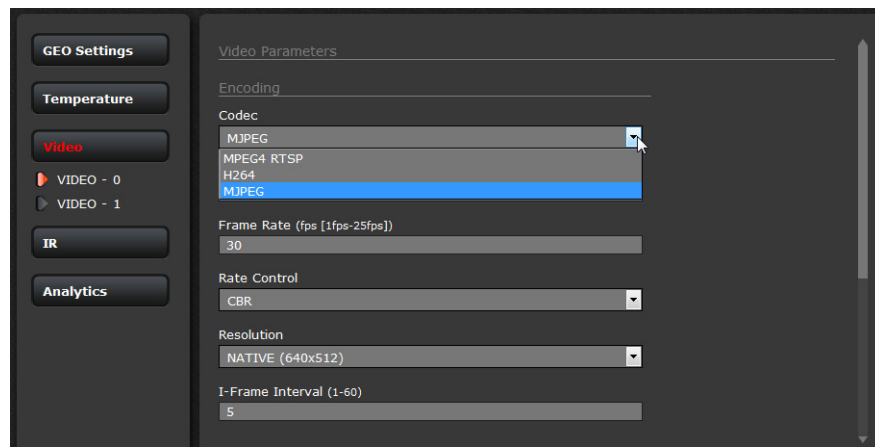 GEO Settings
Temperature
Video
VIDEO - 0
VIDEO - 1
IR
Analytics
Video Parameters
Encoding
Codec
MJPEG
MPEG4 RTSP
H264
MJPEG
Frame Rate (fps [1fps-25fps])
30
Rate Control
CBR
Resolution
NATIVE (640x512)
I-Frame Interval (1-60)
5